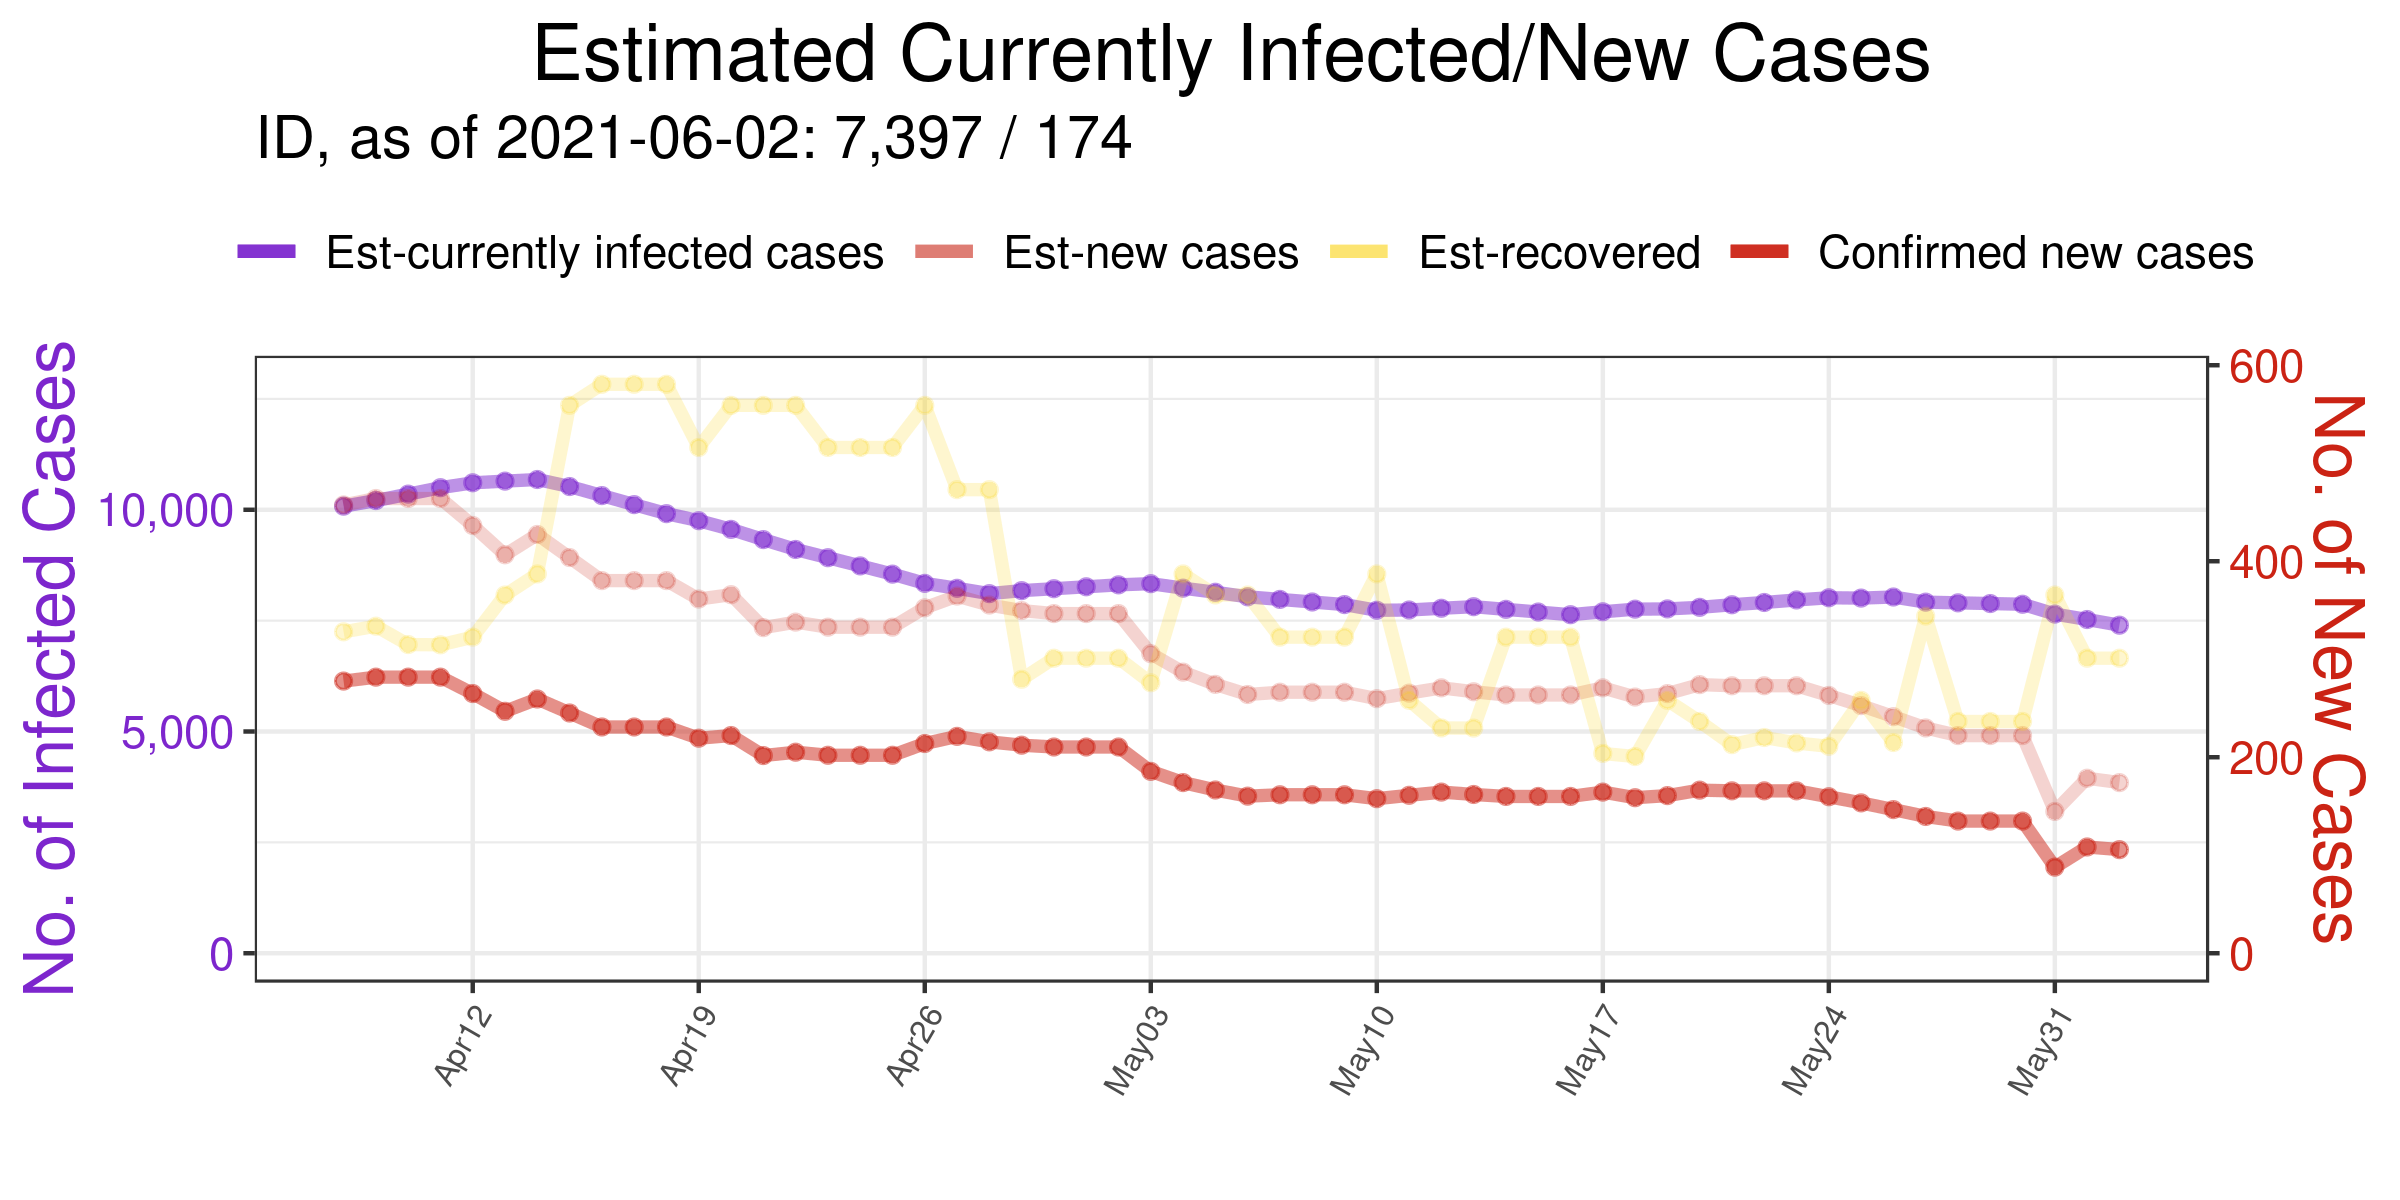 Estimated Currently Infected/New Cases
ID, as of 2021-06-02: 7,397 / 174
Est-currently infected cases Est-new cases Est-recovered Confirmed new cases
No. of Infected Cases
10,000
5,000
0
600
400
200
0
No. of New Cases
Apr12 Apr19 Apr26 May03 May10 May17 May24 May31